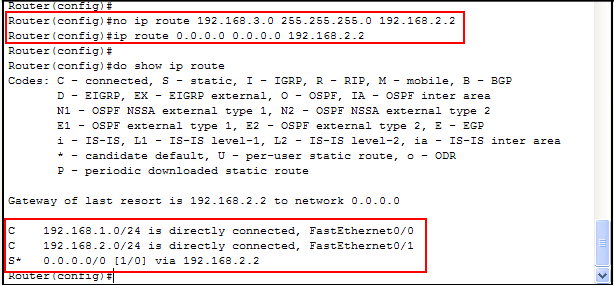 Router(config)#
Router(config)#no ip route 192.168.3.0 255.255.255.0 192.168.2.2
Router(config)#ip route 0.0.0.0 0.0.0.0 192.168.2.2
Router(config)#
Router(config)#do show ip route
Codes: C - connected, S - static, I - IGRP, R - RIP, M - mobile, B - BGP
       D - EIGRP, EX - EIGRP external, O - OSPF, IA - OSPF inter area
       N1 - OSPF NSSA external type 1, N2 - OSPF NSSA external type 2
       E1 - OSPF external type 1, E2 - OSPF external type 2, E - EGP
       i - IS-IS, L1 - IS-IS level-1, L2 - IS-IS level-2, ia - IS-IS inter area
       * - candidate default, U - per-user static route, o - ODR
       P - periodic downloaded static route
Gateway of last resort is 192.168.2.2 to network 0.0.0.0
C    192.168.1.0/24 is directly connected, FastEthernet0/0
C    192.168.2.0/24 is directly connected, FastEthernet0/1
S*   0.0.0.0/0 [1/0] via 192.168.2.2
Router(config)#